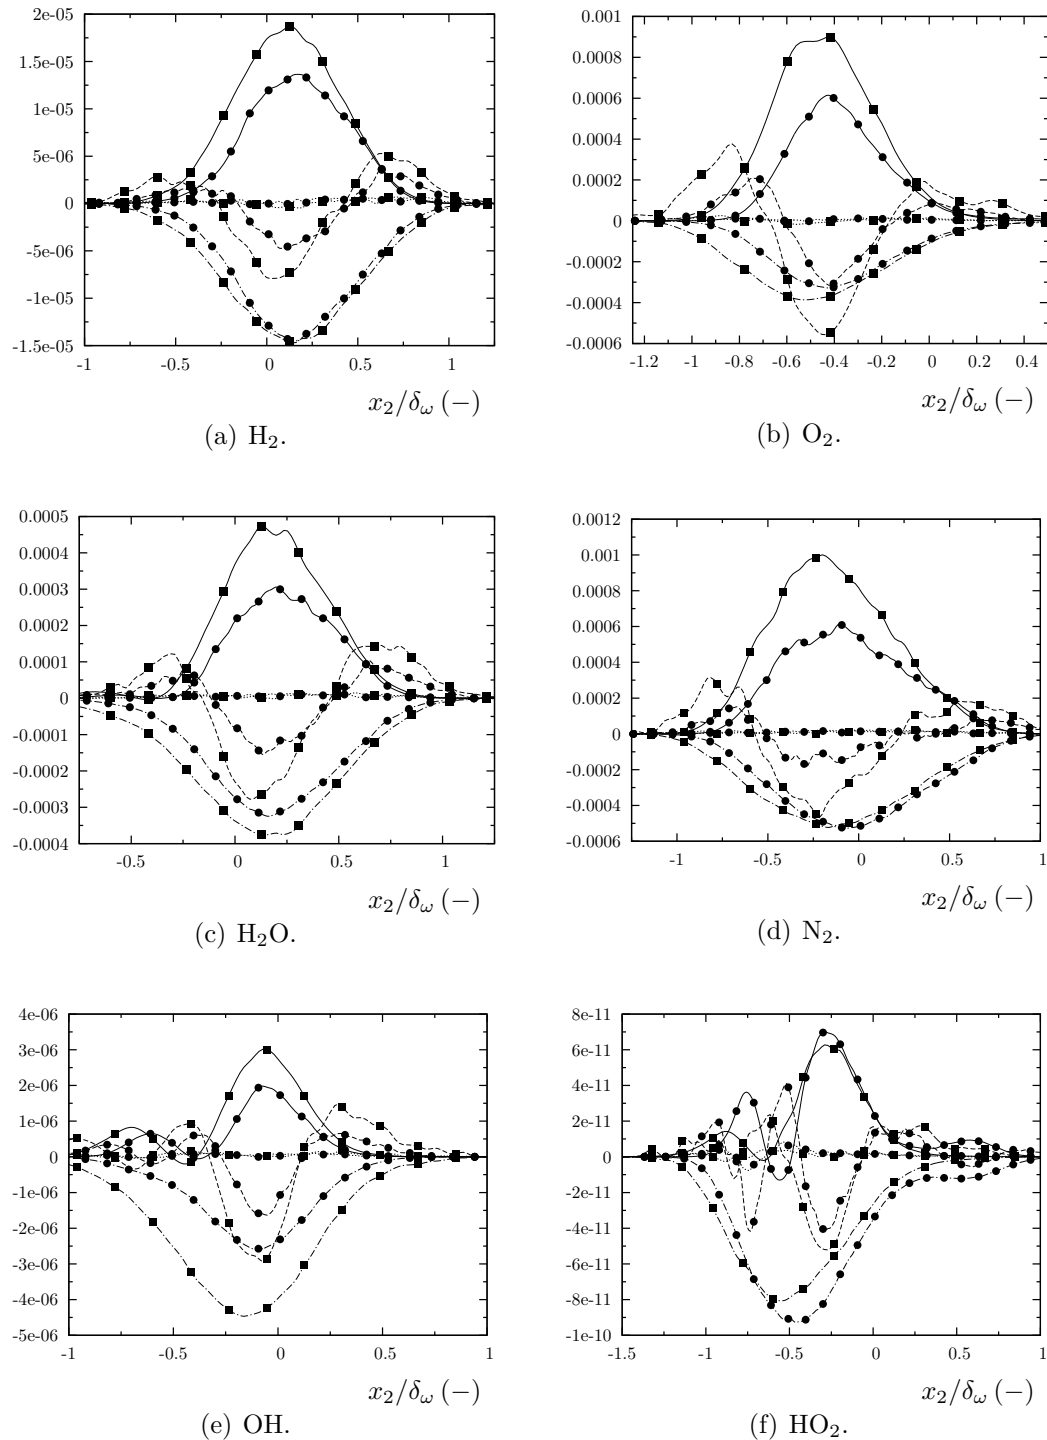 2e-05
1.5e-05
1e-05
5e-06
0
-5e-06
-1e-05
-1.5e-05
-1 -0.5 0 0.5 1
x₂/δω (−)
(a) H₂.
0.001
0.0008
0.0006
0.0004
0.0002
0
-0.0002
-0.0004
-0.0006
-1.2 -1 -0.8 -0.6 -0.4 -0.2 0 0.2 0.4
x₂/δω (−)
(b) O₂.
0.0005
0.0004
0.0003
0.0002
0.0001
0
-0.0001
-0.0002
-0.0003
-0.0004
-0.5 0 0.5 1
x₂/δω (−)
(c) H₂O.
0.0012
0.001
0.0008
0.0006
0.0004
0.0002
0
-0.0002
-0.0004
-0.0006
-1 -0.5 0 0.5 1
x₂/δω (−)
(d) N₂.
4e-06
3e-06
2e-06
1e-06
0
-1e-06
-2e-06
-3e-06
-4e-06
-5e-06
-1 -0.5 0 0.5 1
x₂/δω (−)
(e) OH.
8e-11
6e-11
4e-11
2e-11
0
-2e-11
-4e-11
-6e-11
-8e-11
-1e-10
-1.5 -1 -0.5 0 0.5 1
x₂/δω (−)
(f) HO₂.